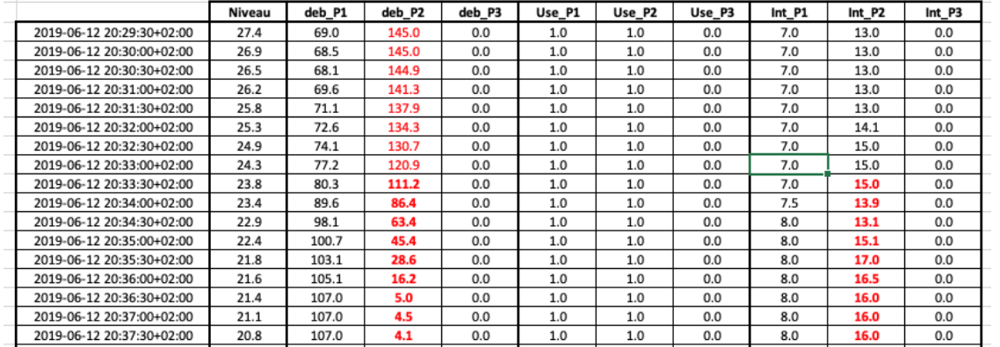 Niveau deb_P1 deb_P2 deb_P3 Use_P1 Use_P2 Use_P3 Int_P1 Int_P2 Int_P3
2019-06-12 20:29:30+02:00 27.4 69.0 145.0 0.0 1.0 1.0 0.0 7.0 13.0 0.0
2019-06-12 20:30:00+02:00 26.9 68.5 145.0 0.0 1.0 1.0 0.0 7.0 13.0 0.0
2019-06-12 20:30:30+02:00 26.5 68.1 144.9 0.0 1.0 1.0 0.0 7.0 13.0 0.0
2019-06-12 20:31:00+02:00 26.2 69.6 141.3 0.0 1.0 1.0 0.0 7.0 13.0 0.0
2019-06-12 20:31:30+02:00 25.8 71.1 137.9 0.0 1.0 1.0 0.0 7.0 13.0 0.0
2019-06-12 20:32:00+02:00 25.3 72.6 134.3 0.0 1.0 1.0 0.0 7.0 14.1 0.0
2019-06-12 20:32:30+02:00 24.9 74.1 130.7 0.0 1.0 1.0 0.0 7.0 15.0 0.0
2019-06-12 20:33:00+02:00 24.3 77.2 120.9 0.0 1.0 1.0 0.0 7.0 15.0 0.0
2019-06-12 20:33:30+02:00 23.8 80.3 111.2 0.0 1.0 1.0 0.0 7.0 15.0 0.0
2019-06-12 20:34:00+02:00 23.4 89.6 86.4 0.0 1.0 1.0 0.0 7.5 13.9 0.0
2019-06-12 20:34:30+02:00 22.9 98.1 63.4 0.0 1.0 1.0 0.0 8.0 13.1 0.0
2019-06-12 20:35:00+02:00 22.4 100.7 45.4 0.0 1.0 1.0 0.0 8.0 15.1 0.0
2019-06-12 20:35:30+02:00 21.8 103.1 28.6 0.0 1.0 1.0 0.0 8.0 17.0 0.0
2019-06-12 20:36:00+02:00 21.6 105.1 16.2 0.0 1.0 1.0 0.0 8.0 16.5 0.0
2019-06-12 20:36:30+02:00 21.4 107.0 5.0 0.0 1.0 1.0 0.0 8.0 16.0 0.0
2019-06-12 20:37:00+02:00 21.1 107.0 4.5 0.0 1.0 1.0 0.0 8.0 16.0 0.0
2019-06-12 20:37:30+02:00 20.8 107.0 4.1 0.0 1.0 1.0 0.0 8.0 16.0 0.0